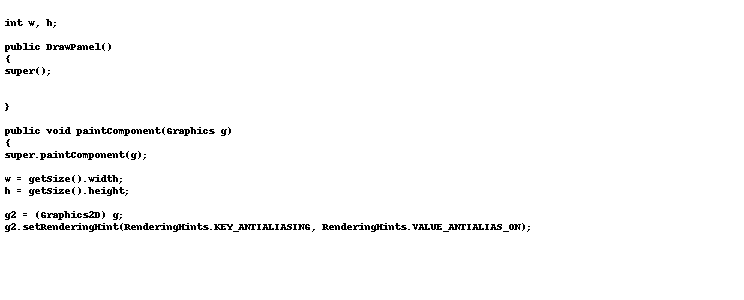 int w, h;
public DrawPanel()
{
super();
}
public void paintComponent(Graphics g)
{
super.paintComponent(g);
w = getSize().width;
h = getSize().height;
g2 = (Graphics2D) g;
g2.setRenderingHint(RenderingHints.KEY_ANTIALIASING, RenderingHints.VALUE_ANTIALIAS_ON);